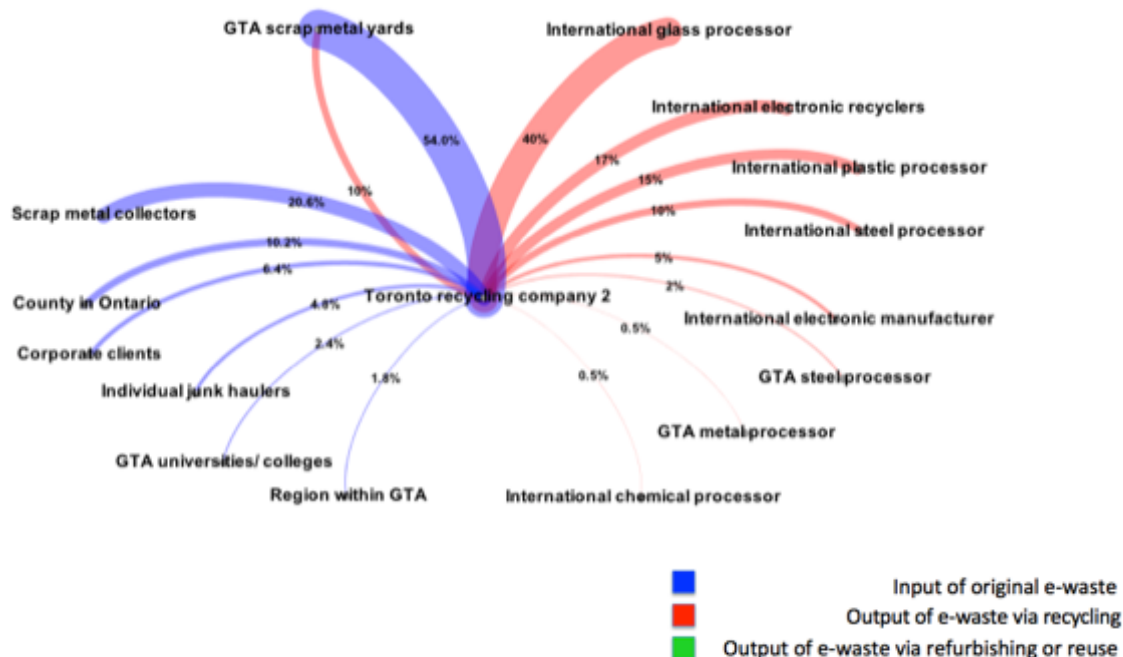 GTA scrap metal yards
International glass processor
International electronic recyclers
54.0%
40%
17%
International plastic processor
15%
10%
20.6%
10%
Scrap metal collectors
International steel processor
10.2%
5%
6.4%
2%
Toronto recycling company 2
County in Ontario
4.8%
International electronic manufacturer
0.5%
2.4%
Corporate clients
0.5%
1.8%
GTA steel processor
Individual junk haulers
GTA metal processor
GTA universities/ colleges
Region within GTA
International chemical processor
Input of original e-waste
Output of e-waste via recycling
Output of e-waste via refurbishing or reuse